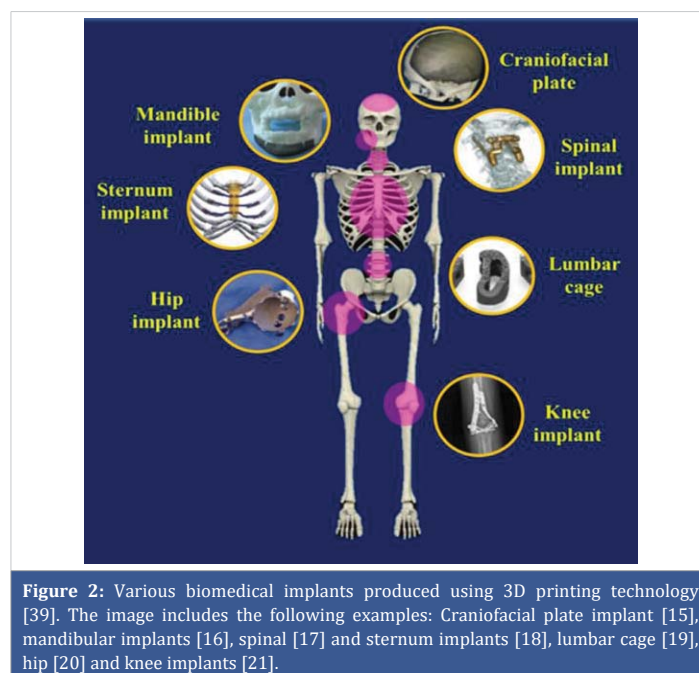 Craniofacial
plate
Mandible
implant
Spinal
implant
Sternum
implant
Lumbar
cage
Hip
implant
Knee
implant
Figure 2: Various biomedical implants produced using 3D printing technology
[39]. The image includes the following examples: Craniofacial plate implant [15],
mandibular implants [16], spinal [17] and sternum implants [18], lumbar cage [19],
hip [20] and knee implants [21].